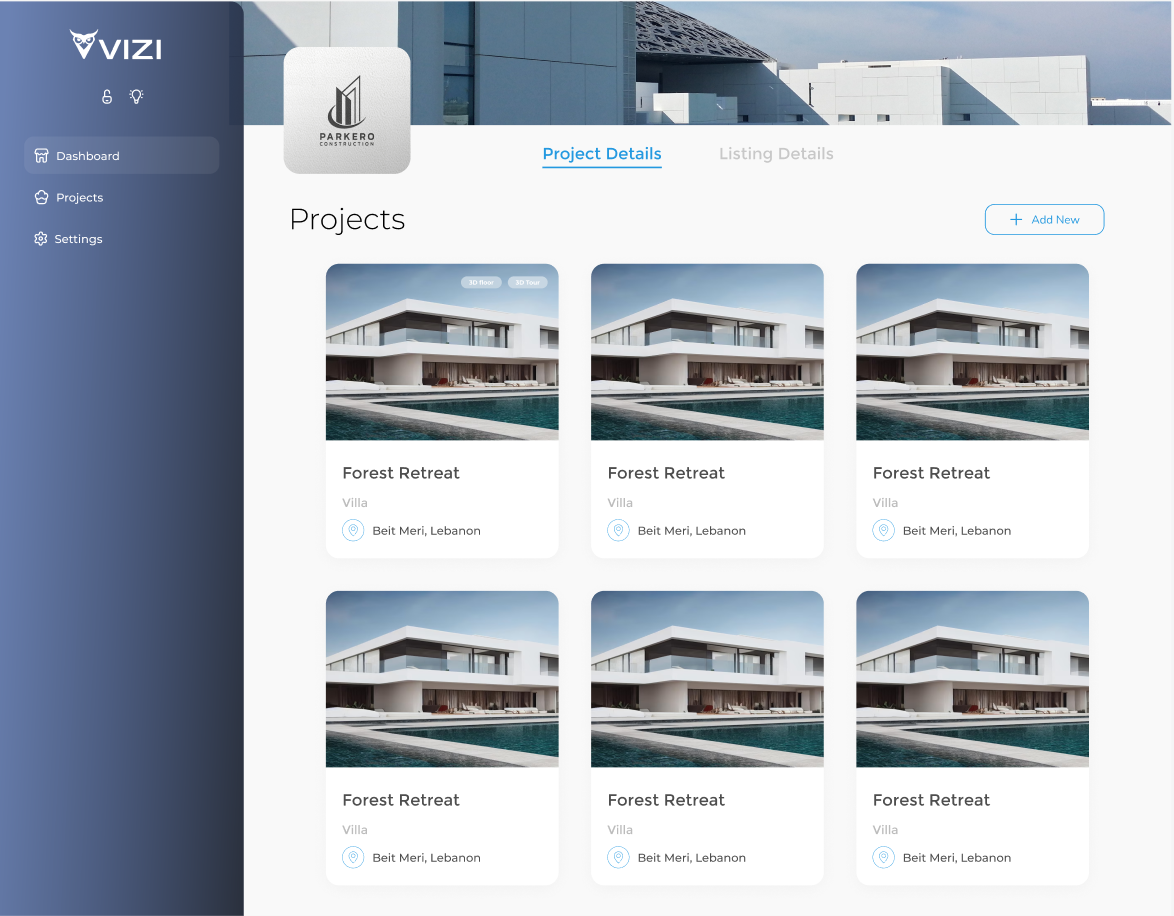 VIZI
Dashboard
Projects
Settings
PARKERO
CONSTRUCTION
Project Details
Listing Details
Projects
Add New
3D floor
3D Tour
Forest Retreat
Villa
Beit Meri, Lebanon
Forest Retreat
Villa
Beit Meri, Lebanon
Forest Retreat
Villa
Beit Meri, Lebanon
Forest Retreat
Villa
Beit Meri, Lebanon
Forest Retreat
Villa
Beit Meri, Lebanon
Forest Retreat
Villa
Beit Meri, Lebanon